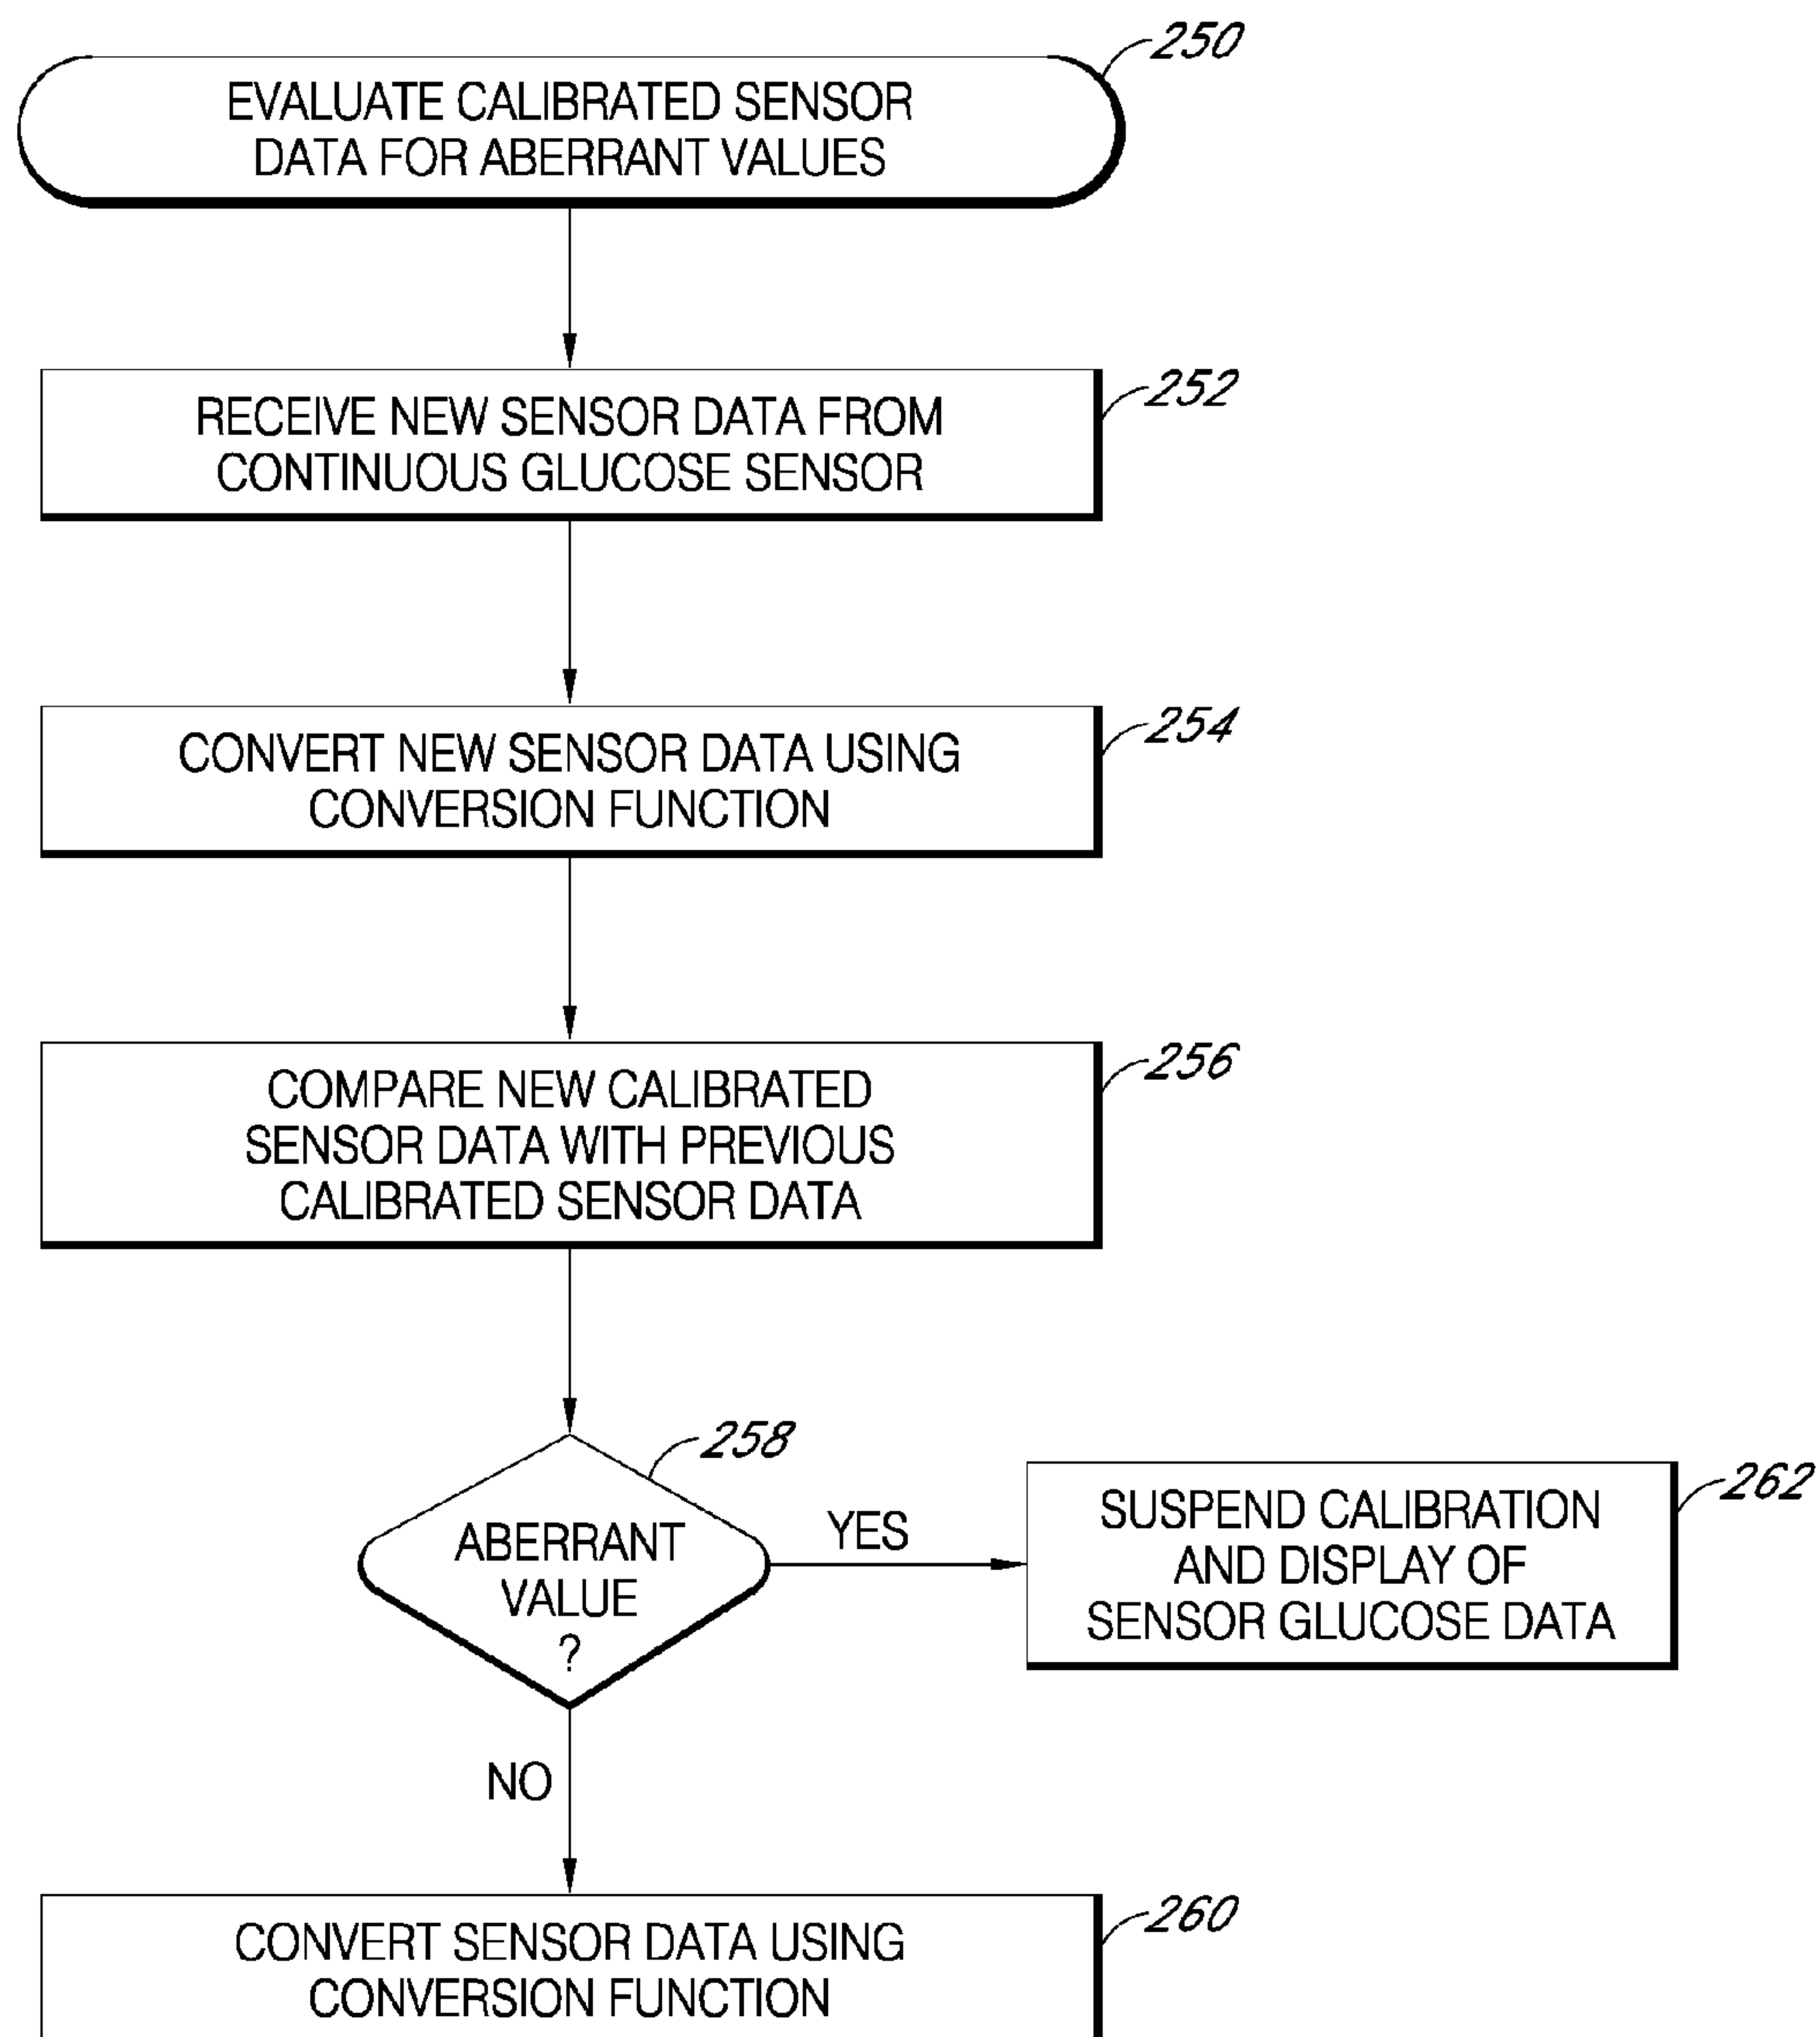 250
EVALUATE CALIBRATED SENSOR
DATA FOR ABERRANT VALUES
252
RECEIVE NEW SENSOR DATA FROM
CONTINUOUS GLUCOSE SENSOR
254
CONVERT NEW SENSOR DATA USING
CONVERSION FUNCTION
256
COMPARE NEW CALIBRATED
SENSOR DATA WITH PREVIOUS
CALIBRATED SENSOR DATA
258
ABERRANT
VALUE
?
YES
262
SUSPEND CALIBRATION
AND DISPLAY OF
SENSOR GLUCOSE DATA
NO
260
CONVERT SENSOR DATA USING
CONVERSION FUNCTION